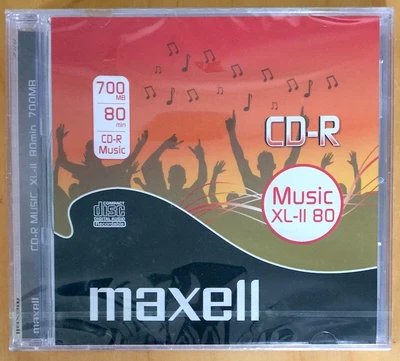 700
MB
80
min
CD-R
Music
CD-R
Music
XL-II 80
COMPACT
disc
DIGITAL AUDIO
Recordable
maxell
CD-R MUSIC XL-II 80min 700MB
maxell